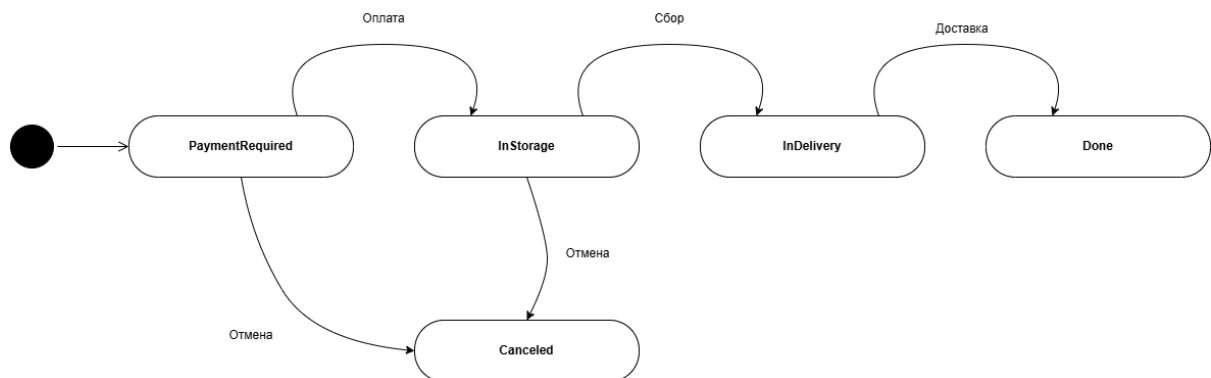 Оплата
Сбор
Доставка
PaymentRequired
InStorage
InDelivery
Done
Отмена
Отмена
Canceled